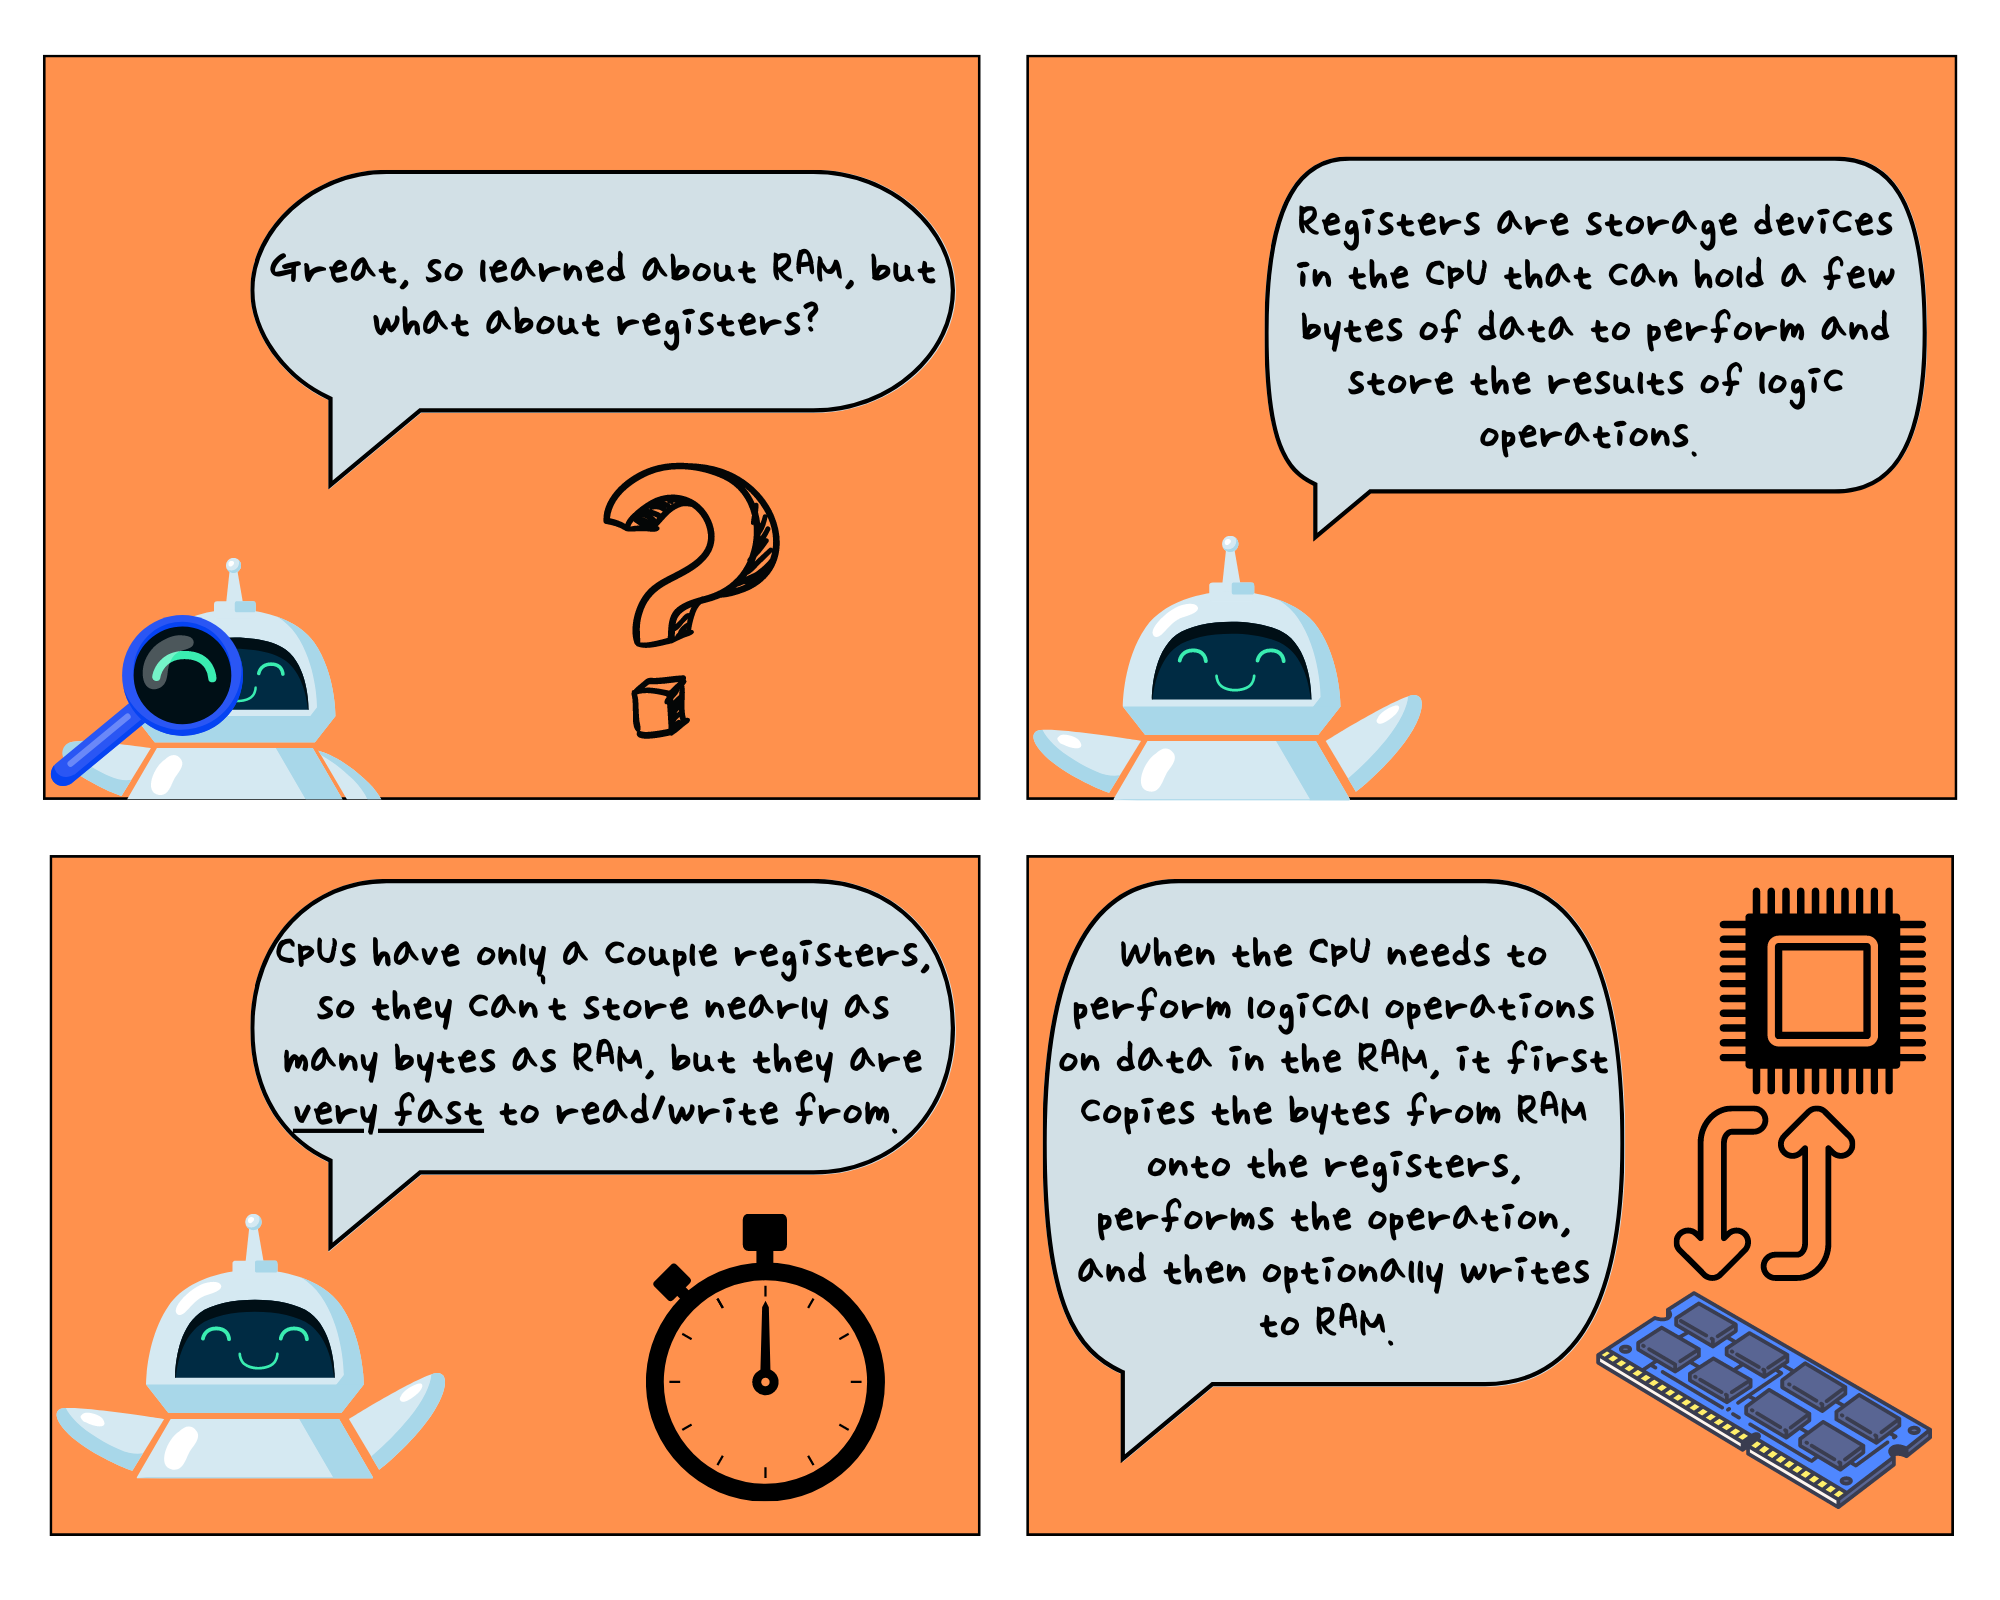 Great, so learned about RAM, but
what about registers?
Registers are storage devices
in the CPU that can hold a few
bytes of data to perform and
store the results of logic
operations.
CPUs have only a couple registers,
so they can t store nearly as
many bytes as RAM, but they are
very fast to read/write from.
When the CPU needs to
perform logical operations
on data in the RAM, it first
copies the bytes from RAM
onto the registers,
performs the operation,
and then optionally writes
to RAM.